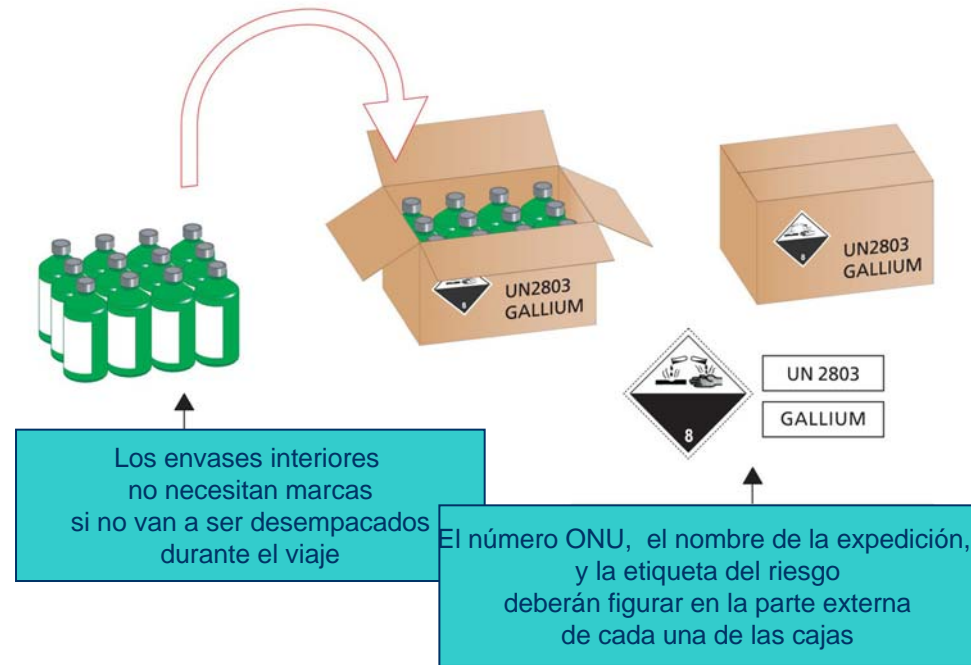 UN2803
GALLIUM
UN2803
GALLIUM
8
8
8
UN 2803
GALLIUM
Los envases interiores
no necesitan marcas
si no van a ser desempacados
durante el viaje
El número ONU,  el nombre de la expedición,
y la etiqueta del riesgo
deberán figurar en la parte externa
de cada una de las cajas